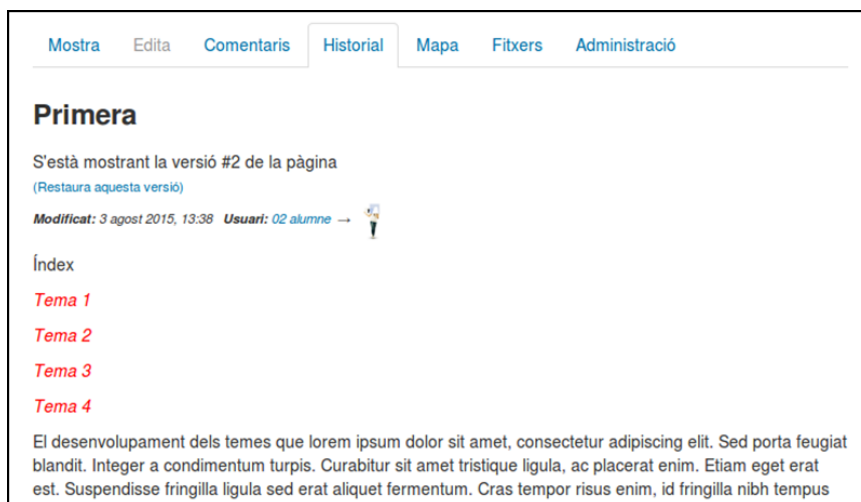 Mostra Edita Comentaris Historial Mapa Fitxers Administració
Primera
S'està mostrant la versió #2 de la pàgina
(Restaura aquesta versió)
Modificat: 3 agost 2015, 13:38 Usuari: 02 alumne →
Índex
Tema 1
Tema 2
Tema 3
Tema 4
El desenvolupament dels temes que lorem ipsum dolor sit amet, consectetur adipiscing elit. Sed porta feugiat
blandit. Integer a condimentum turpis. Curabitur sit amet tristique ligula, ac placerat enim. Etiam eget erat
est. Suspendisse fringilla ligula sed erat aliquet fermentum. Cras tempor risus enim, id fringilla nibh tempus